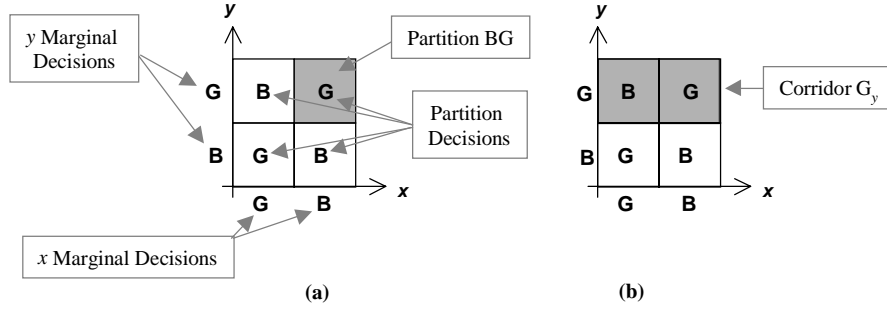 y
y Marginal
Decisions
Partition BG
G
B
G
Partition
Decisions
B
G
B
x
G
B
x Marginal Decisions
(a)
y
G
B
G
Corridor Gy
B
G
B
x
G
B
(b)